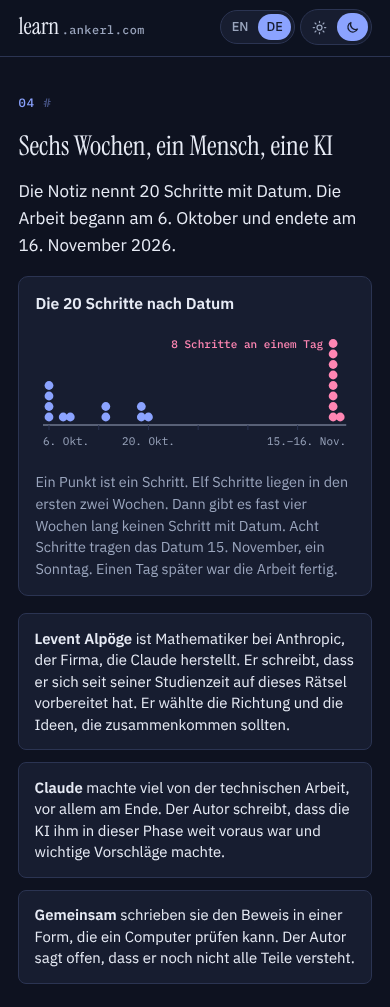 learn.ankerl.com
EN DE
04 #
Sechs Wochen, ein Mensch, eine KI
Die Notiz nennt 20 Schritte mit Datum. Die
Arbeit begann am 6. Oktober und endete am
16. November 2026.
Die 20 Schritte nach Datum
8 Schritte an einem Tag
6. Okt. 20. Okt. 15.–16. Nov.
Ein Punkt ist ein Schritt. Elf Schritte liegen in den
ersten zwei Wochen. Dann gibt es fast vier
Wochen lang keinen Schritt mit Datum. Acht
Schritte tragen das Datum 15. November, ein
Sonntag. Einen Tag später war die Arbeit fertig.
Levent Alpöge ist Mathematiker bei Anthropic,
der Firma, die Claude herstellt. Er schreibt, dass
er sich seit seiner Studienzeit auf dieses Rätsel
vorbereitet hat. Er wählte die Richtung und die
Ideen, die zusammenkommen sollten.
Claude machte viel von der technischen Arbeit,
vor allem am Ende. Der Autor schreibt, dass die
KI ihm in dieser Phase weit voraus war und
wichtige Vorschläge machte.
Gemeinsam schrieben sie den Beweis in einer
Form, die ein Computer prüfen kann. Der Autor
sagt offen, dass er noch nicht alle Teile versteht.